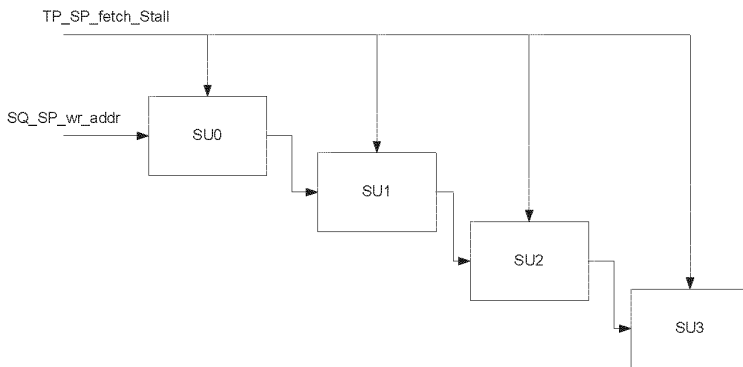 TP_SP_fetch_Stall
SQ_SP_wr_addr
SU0
SU1
SU2
SU3